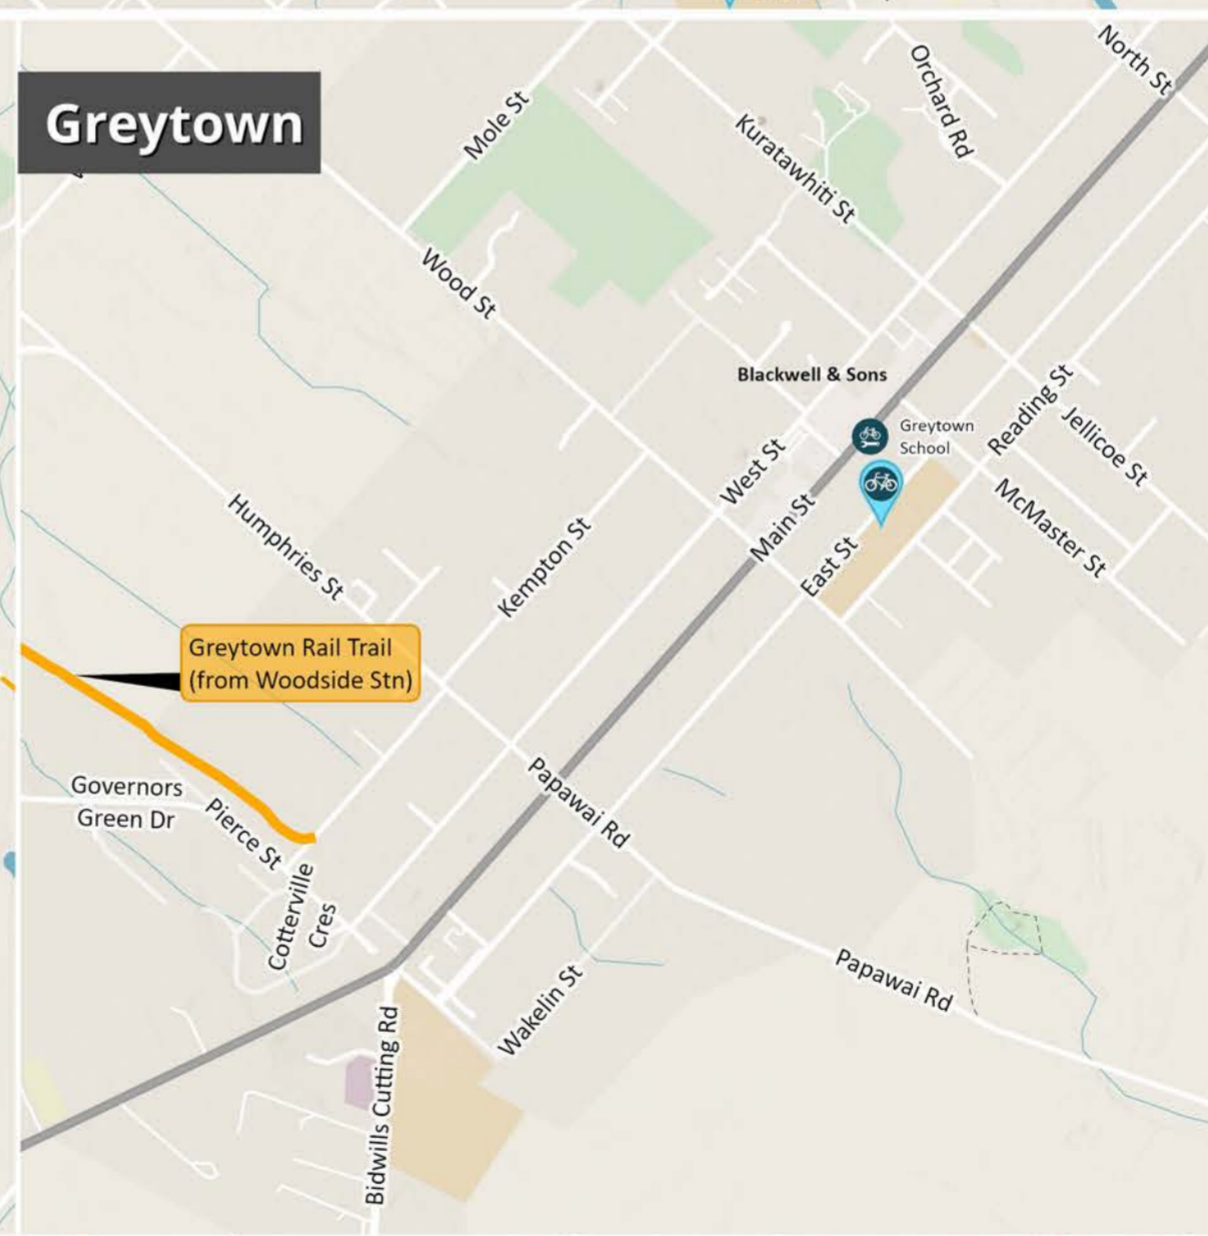 Greytown
North St
Orchard Rd
Mole St
Kuratawhiti St
Wood St
Blackwell & Sons
Greytown
School
Reading St
Jellicoe St
West St
McMaster St
Main St
East St
Humphries St
Kempton St
Greytown Rail Trail
(from Woodside Stn)
Papawai Rd
Governors
Green Dr
Pierce St
Cotterville
Cres
Papawai Rd
Wakelin St
Bidwills Cutting Rd